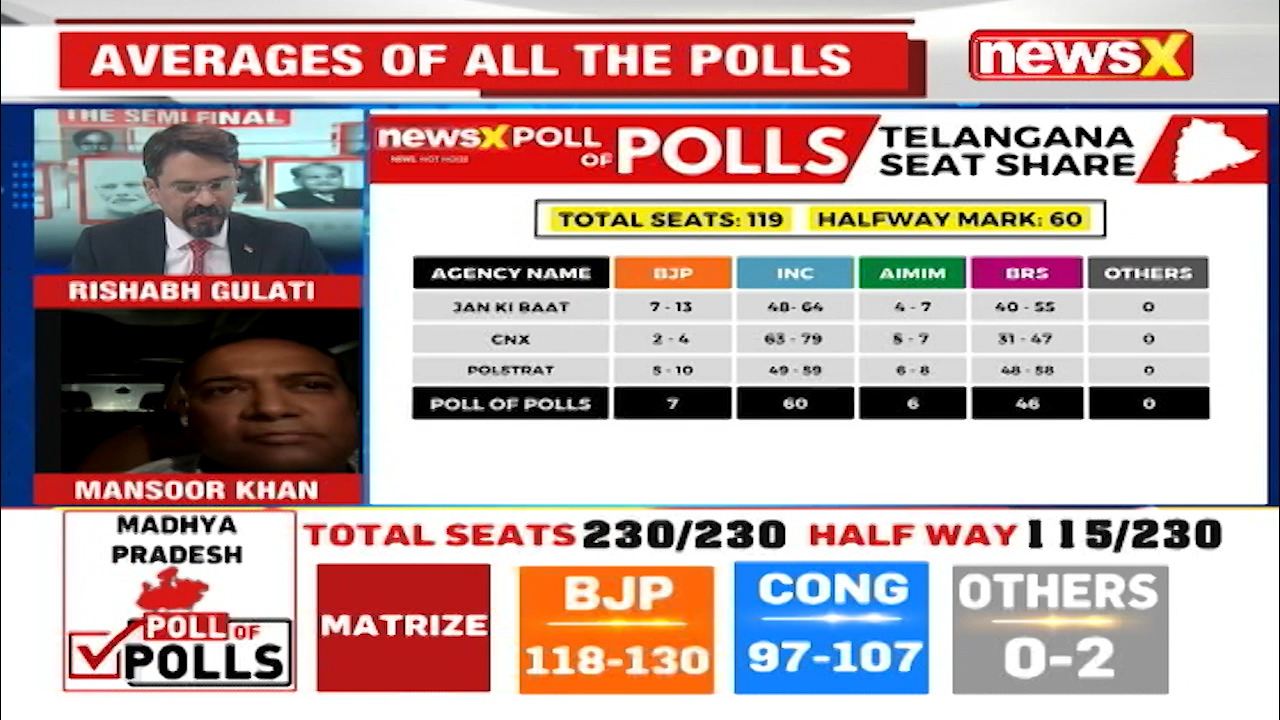 AVERAGES OF ALL THE POLLS
newsX
THE SEMI FINAL
RISHABH GULATI
MANSOOR KHAN
newsX POLL OF POLLS
TELANGANA
SEAT SHARE
TOTAL SEATS: 119 HALFWAY MARK: 60
AGENCY NAME BJP INC AIMIM BRS OTHERS
JAN KI BAAT 7 - 13 48- 64 4 - 7 40 - 55 0
CNX 2 - 4 63 - 79 5 - 7 31 - 47 0
POLSTRAT 5 - 10 49 - 59 6 - 8 48 - 58 0
POLL OF POLLS 7 60 6 46 0
MADHYA
PRADESH
POLL OF
POLLS
TOTAL SEATS 230/230 HALF WAY 115/230
MATRIZE
BJP
118-130
CONG
97-107
OTHERS
0-2